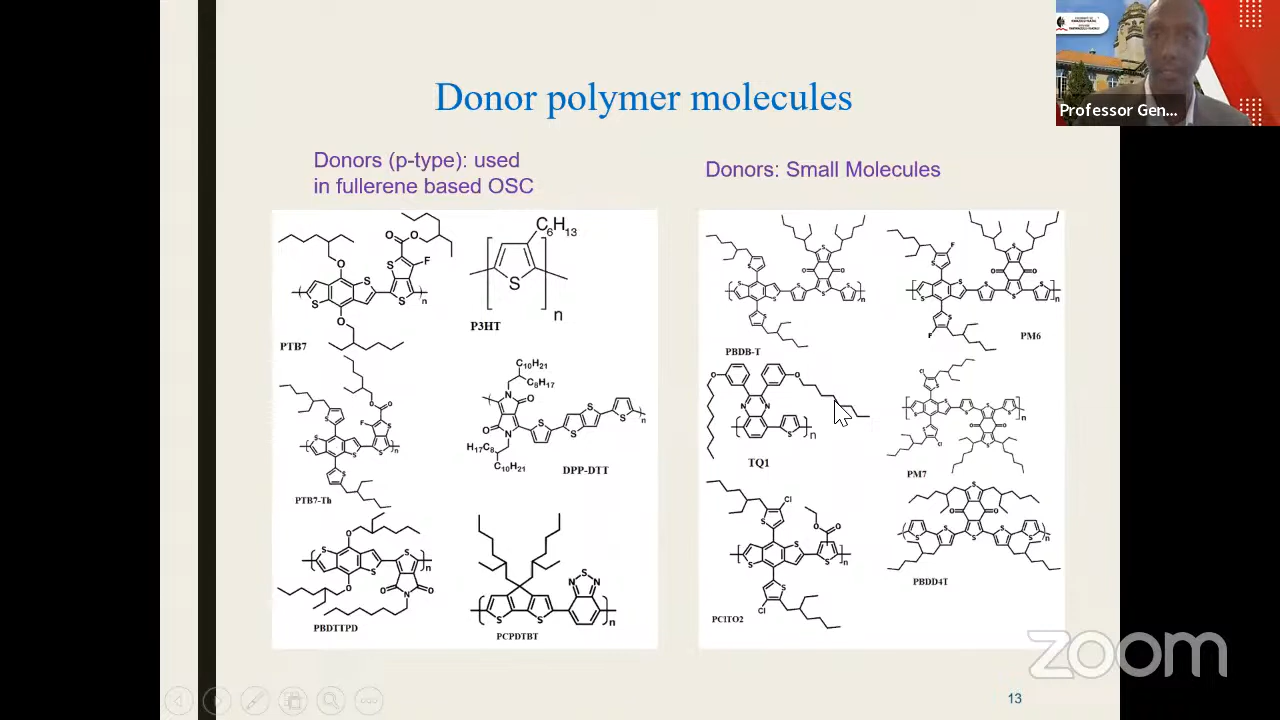 Donor polymer molecules
Donors (p-type): used
in fullerene based OSC
Donors: Small Molecules
PTB7
P3HT
C6H13
n
PTB7-Th
DPP-DTT
C10H21
C8H17
H17C8
C10H21
PBDTTPD
PCPDTBT
PBDB-T
PM6
TQ1
PM7
PBDD4T
13
Professor Gen...
zoom